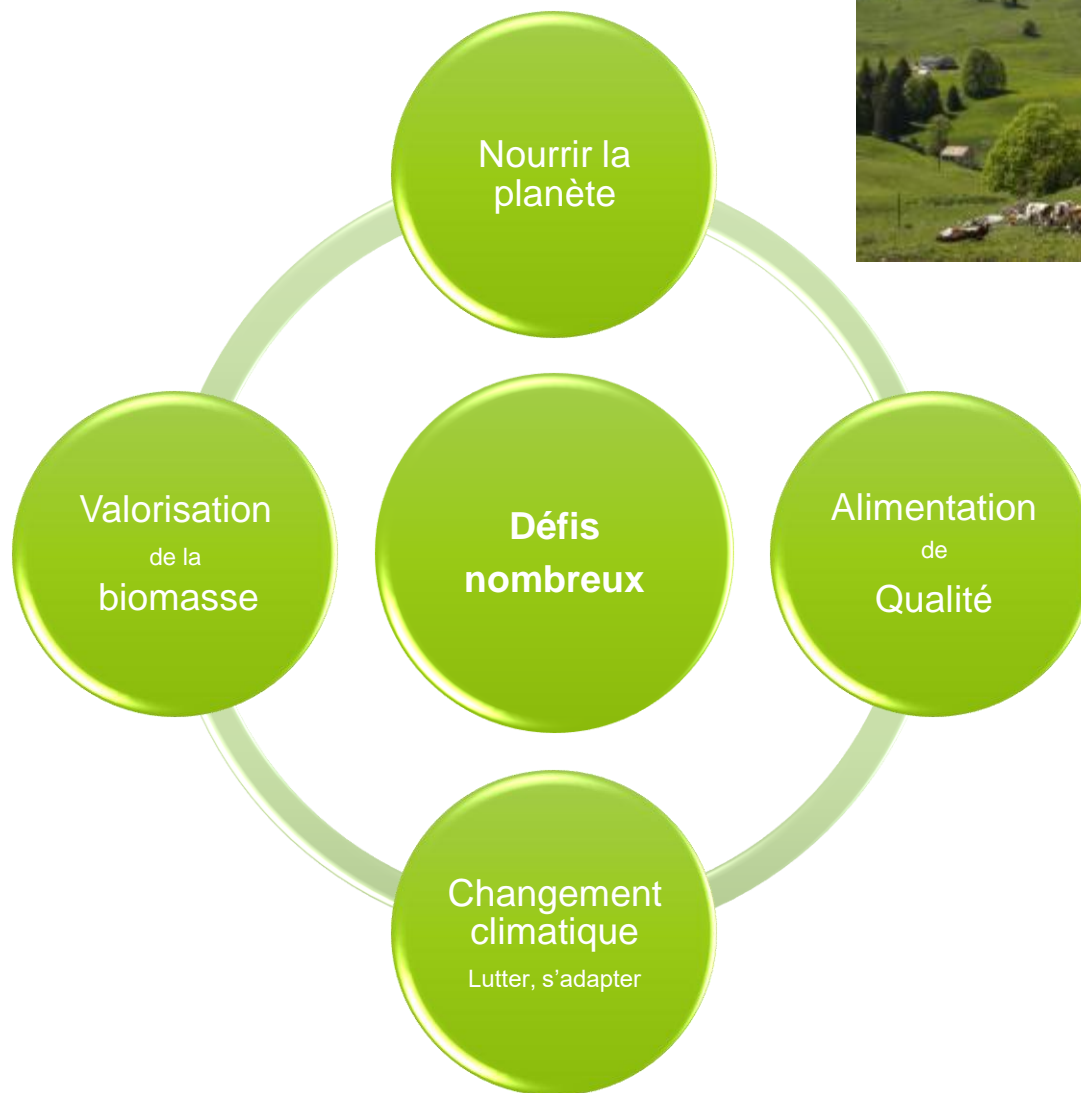 Nourrir la
planète
Valorisation
de la
biomasse
Défis
nombreux
Alimentation
de
Qualité
Changement
climatique
Lutter, s’adapter